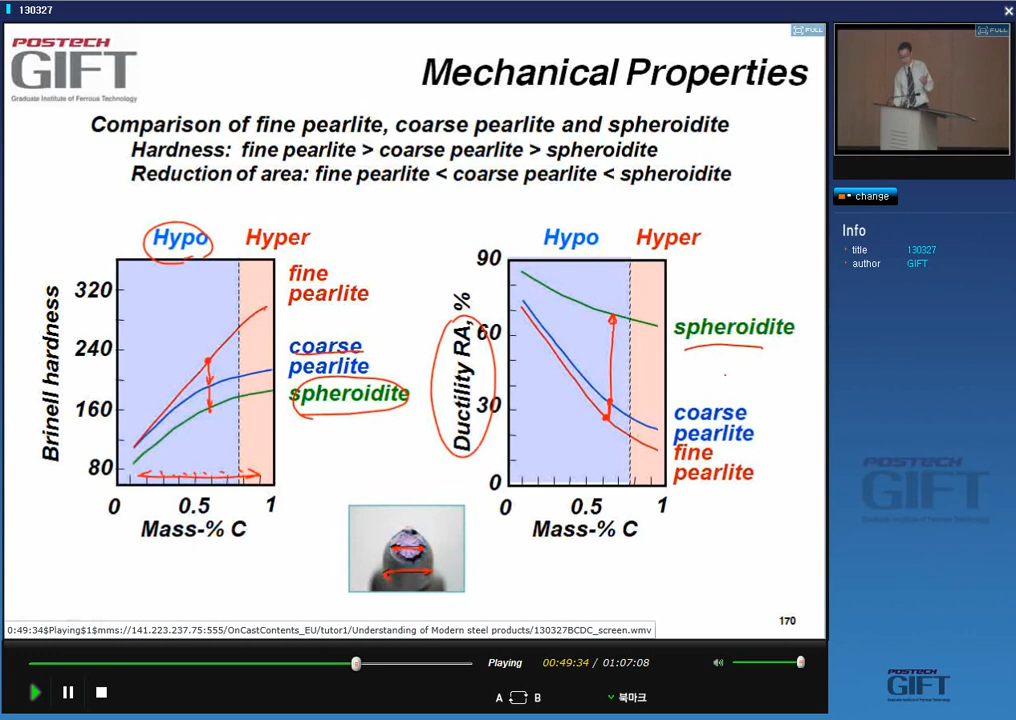 130327
POSTECH
GIFT
Graduate Institute of Ferrous Technology
Mechanical Properties
FULL
Comparison of fine pearlite, coarse pearlite and spheroidite
Hardness: fine pearlite > coarse pearlite > spheroidite
Reduction of area: fine pearlite < coarse pearlite < spheroidite
Hypo
Hyper
Brinell hardness
320
240
160
80
fine
pearlite
coarse
pearlite
spheroidite
0
0.5
1
Mass-% C
Hypo
Hyper
Ductility RA, %
90
60
30
0
spheroidite
coarse
pearlite
fine
pearlite
0
0.5
1
Mass-% C
170
0:49:34$Playing$1$mms://141.223.237.75:555/OnCastContents_EU/tutor1/Understanding of Modern steel products/130327BCDC_screen.wmv
Playing
00:49:34 / 01:07:08
A B
북마크
FULL
change
Info
title 130327
author GIFT
POSTECH
GIFT
Graduate Institute of Ferrous Technology
POSTECH
GIFT